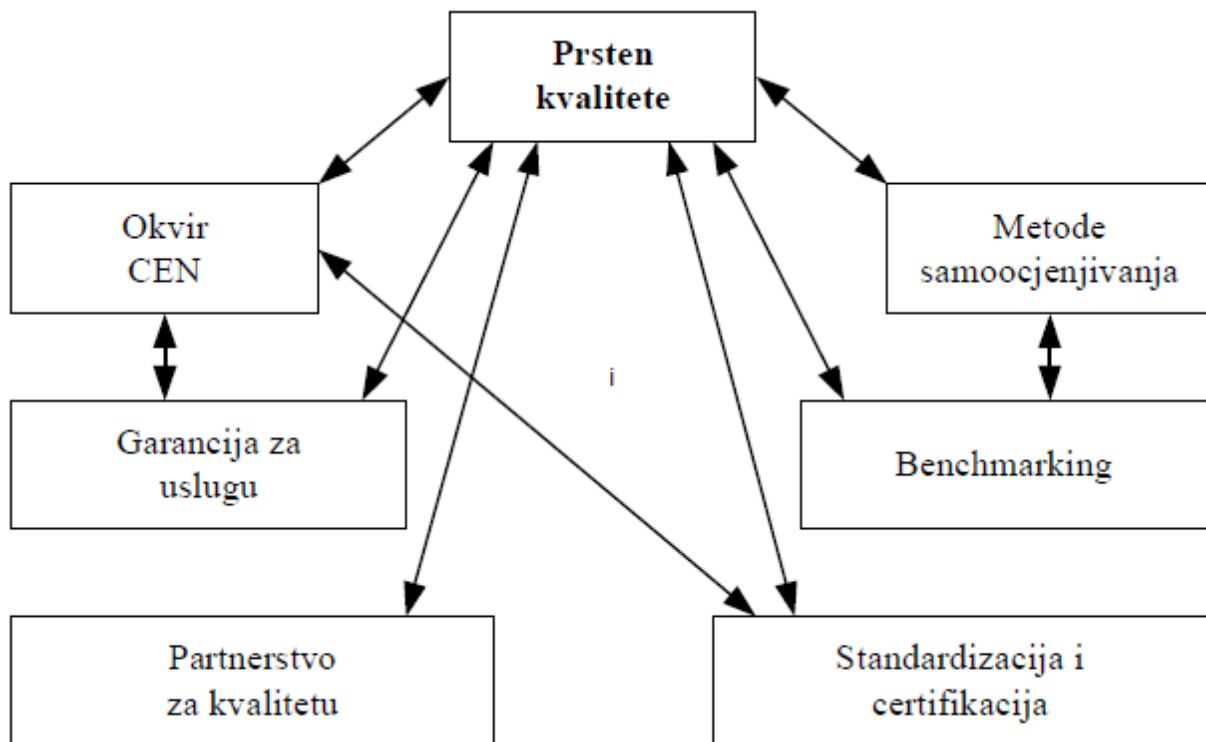 Prsten
kvalitete
Okvir
CEN
Metode
samoocjenjivanja
i
Garancija za
uslugu
Benchmarking
Partnerstvo
za kvalitetu
Standardizacija i
certifikacija